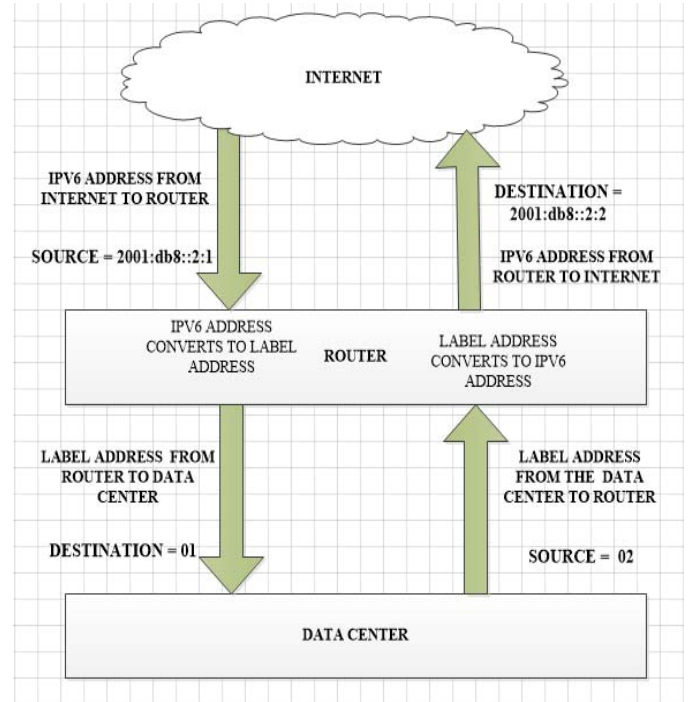 INTERNET
IPV6 ADDRESS FROM
INTERNET TO ROUTER
SOURCE = 2001:db8::2:1
DESTINATION =
2001:db8::2:2
IPV6 ADDRESS FROM
ROUTER TO INTERNET
IPV6 ADDRESS
CONVERTS TO LABEL
ADDRESS
ROUTER
LABEL ADDRESS
CONVERTS TO IPV6
ADDRESS
LABEL ADDRESS FROM
ROUTER TO DATA
CENTER
DESTINATION = 01
LABEL ADDRESS
FROM THE DATA
CENTER TO ROUTER
SOURCE = 02
DATA CENTER